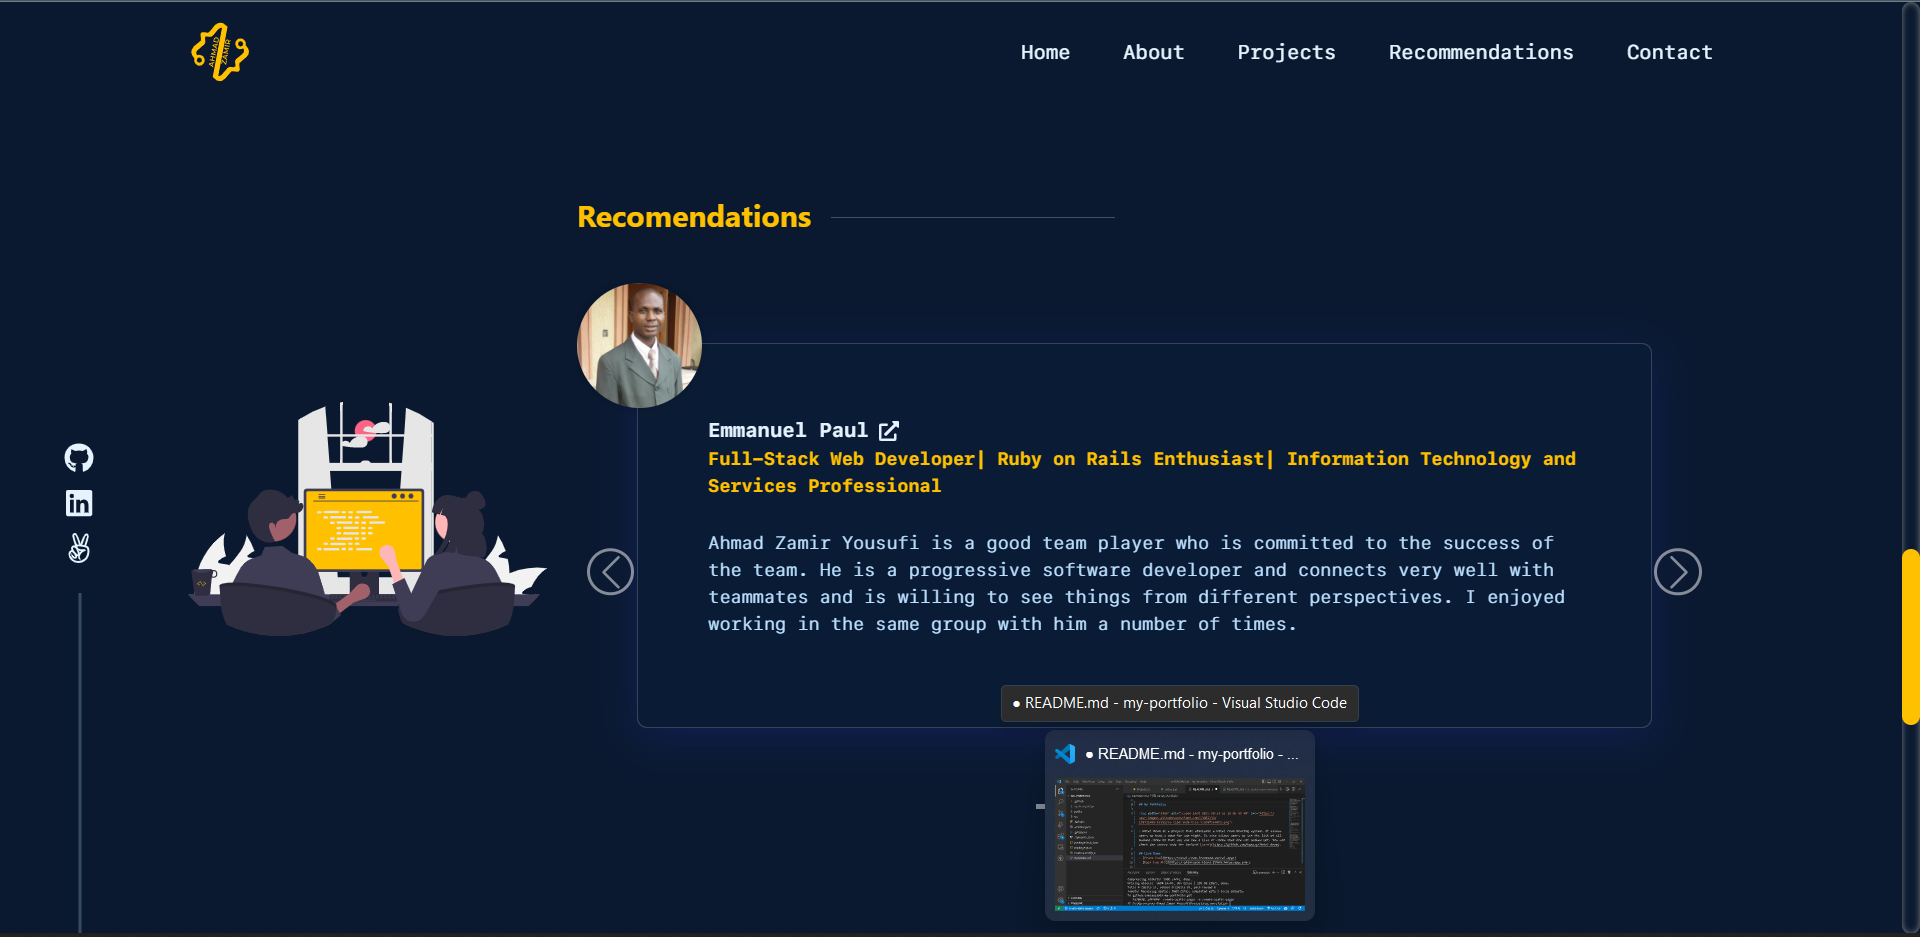 AHMAD
ZAMIR
Home About Projects Recommendations Contact
Recomendations
Emmanuel Paul
Full-Stack Web Developer| Ruby on Rails Enthusiast| Information Technology and
Services Professional
Ahmad Zamir Yousufi is a good team player who is committed to the success of
the team. He is a progressive software developer and connects very well with
teammates and is willing to see things from different perspectives. I enjoyed
working in the same group with him a number of times.
● README.md - my-portfolio - Visual Studio Code
● README.md - my-portfolio - ...